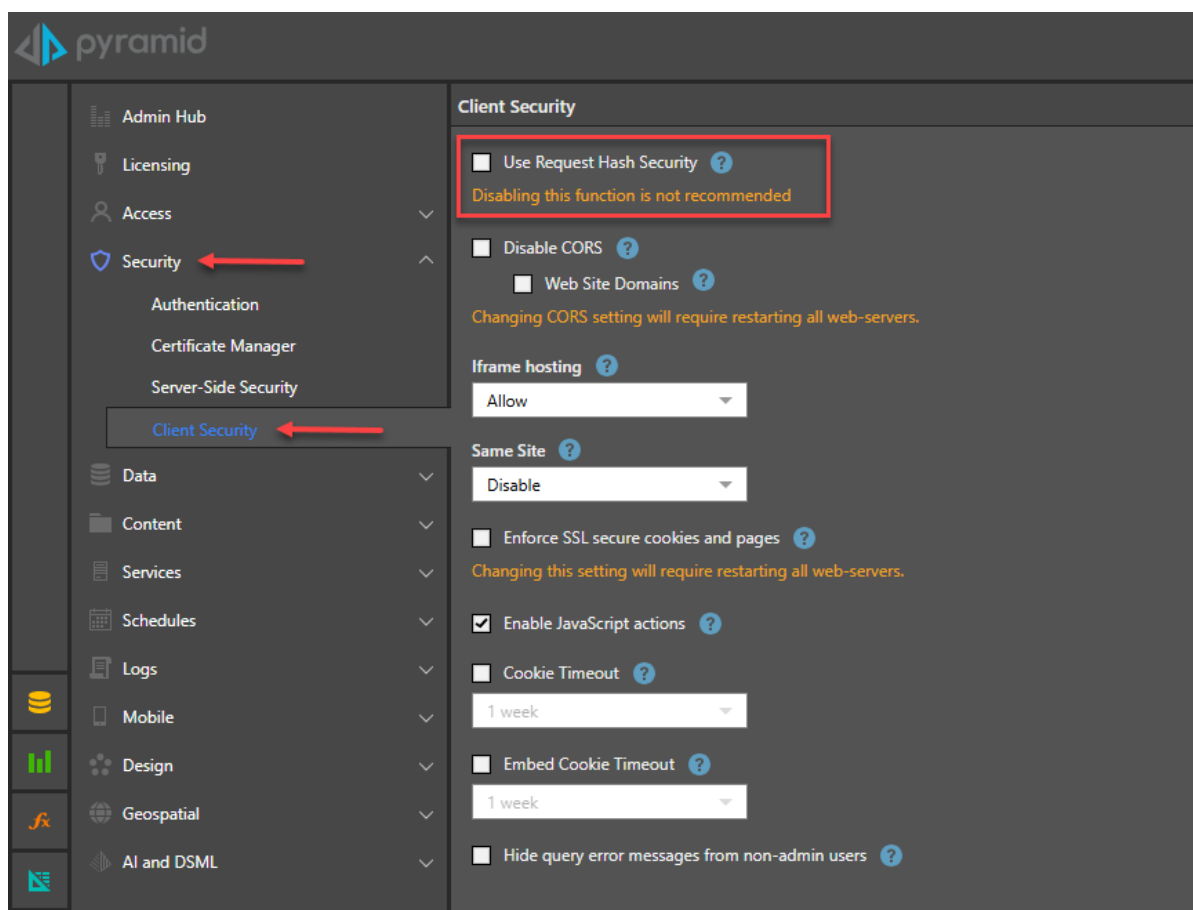 pyramid
Admin Hub
Licensing
Access
Security
Authentication
Certificate Manager
Server-Side Security
Client Security
Data
Content
Services
Schedules
Logs
Mobile
Design
Geospatial
AI and DSML
fx
Client Security
Use Request Hash Security ?
Disabling this function is not recommended
Disable CORS ?
Web Site Domains ?
Changing CORS setting will require restarting all web-servers.
Iframe hosting ?
Allow
Same Site ?
Disable
Enforce SSL secure cookies and pages ?
Changing this setting will require restarting all web-servers.
Enable JavaScript actions ?
Cookie Timeout ?
1 week
Embed Cookie Timeout ?
1 week
Hide query error messages from non-admin users ?